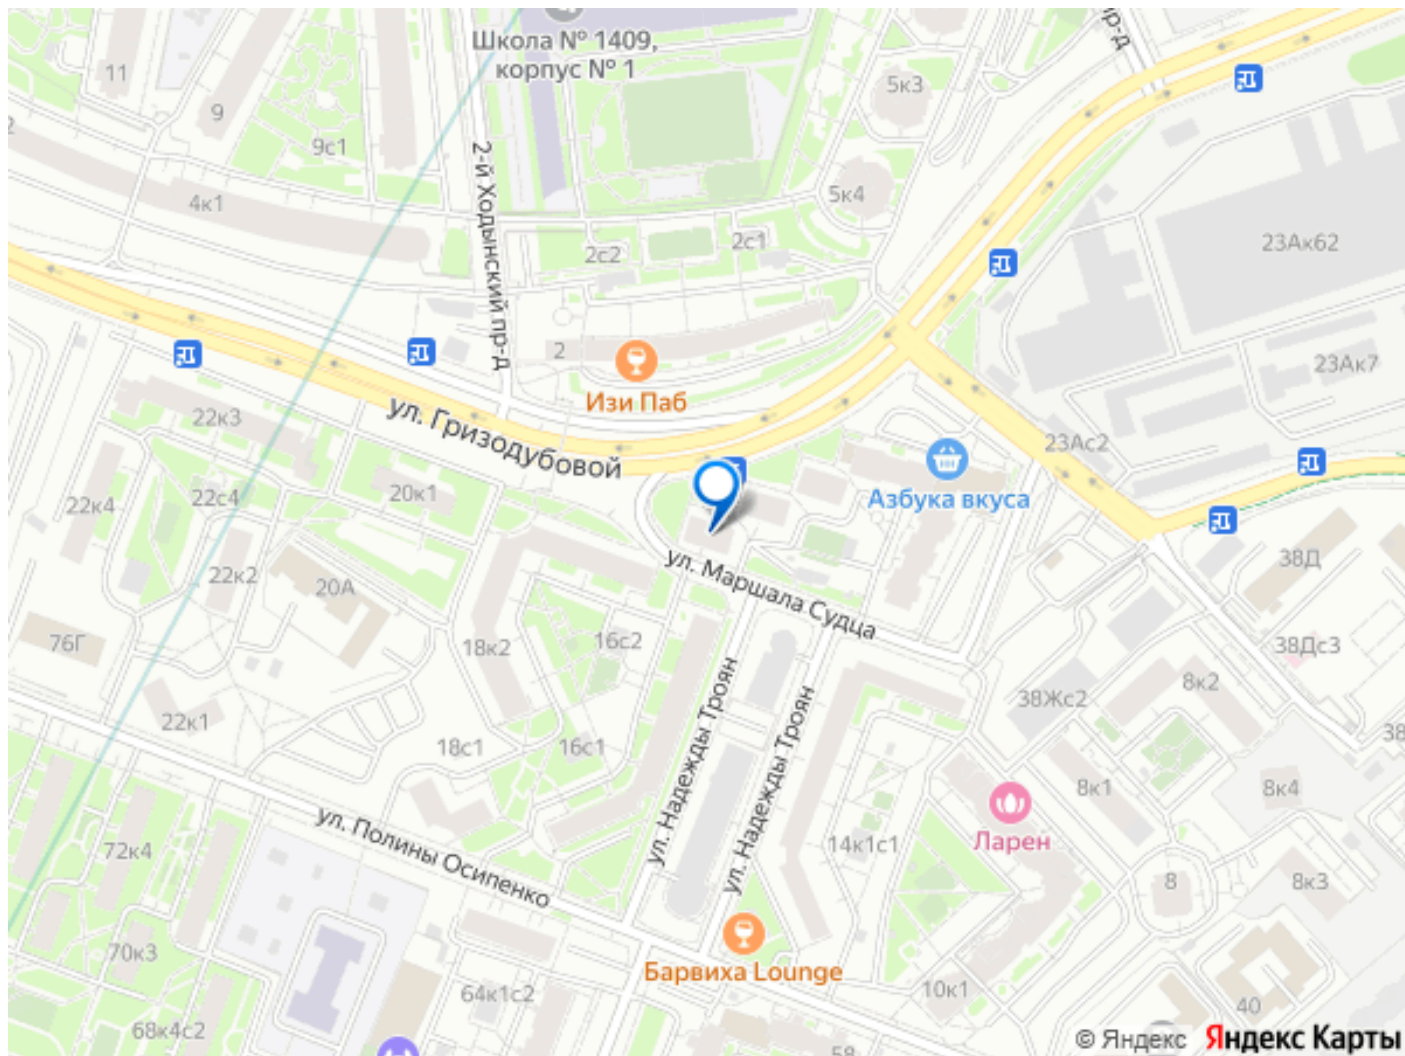 Школа № 1409,
корпус № 1
пр-д
11
9
9с1
5к3
2-й Ходынский пр-д
4к1
5к4
2с2
2с1
23Ак62
2
Изи Паб
23Ак7
22к3
ул. Гризодубовой
23Ас2
Азбука вкуса
22к4
22с4
20к1
22к2
20А
38Д
ул. Маршала Судца
76Г
18к2
16с2
38Дс3
8к2
38Жс2
22к1
18с1
16с1
ул. Надежды Троян
ул. Надежды Троян
38
8к1
8к4
ул. Полины Осипенко
72к4
14к1с1
Ларен
8
8к3
70к3
Барвиха Lounge
64к1с2
10к1
40
68к4с2
58
© Яндекс Яндекс Карты